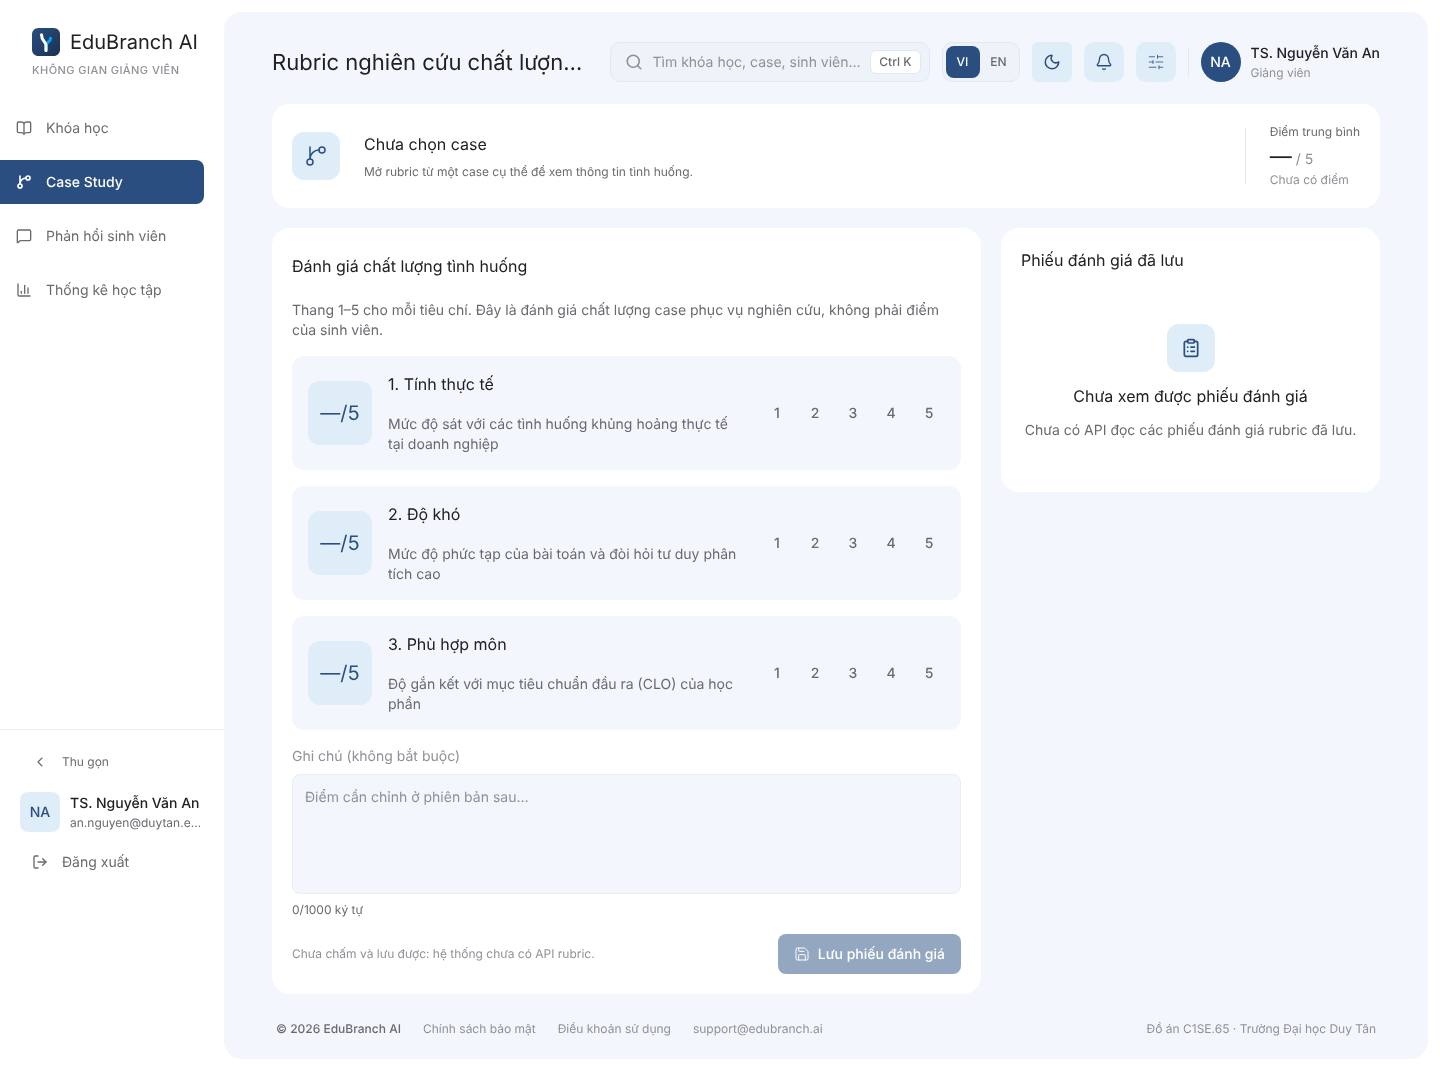 EduBranch AI
KHÔNG GIAN GIẢNG VIÊN
Khóa học
Case Study
Phản hồi sinh viên
Thống kê học tập
Thu gọn
NA
TS. Nguyễn Văn An
an.nguyen@duytan.e...
Đăng xuất
Rubric nghiên cứu chất lượn...
Tìm khóa học, case, sinh viên...
Ctrl K
VI
EN
NA
TS. Nguyễn Văn An
Giảng viên
Chưa chọn case
Mở rubric từ một case cụ thể để xem thông tin tình huống.
Điểm trung bình
— / 5
Chưa có điểm
Đánh giá chất lượng tình huống
Thang 1–5 cho mỗi tiêu chí. Đây là đánh giá chất lượng case phục vụ nghiên cứu, không phải điểm
của sinh viên.
—/5
1. Tính thực tế
Mức độ sát với các tình huống khủng hoảng thực tế
tại doanh nghiệp
1 2 3 4 5
—/5
2. Độ khó
Mức độ phức tạp của bài toán và đòi hỏi tư duy phân
tích cao
1 2 3 4 5
—/5
3. Phù hợp môn
Độ gắn kết với mục tiêu chuẩn đầu ra (CLO) của học
phần
1 2 3 4 5
Ghi chú (không bắt buộc)
Điểm cần chỉnh ở phiên bản sau...
0/1000 ký tự
Chưa chấm và lưu được: hệ thống chưa có API rubric.
Lưu phiếu đánh giá
Phiếu đánh giá đã lưu
Chưa xem được phiếu đánh giá
Chưa có API đọc các phiếu đánh giá rubric đã lưu.
© 2026 EduBranch AI
Chính sách bảo mật
Điều khoản sử dụng
support@edubranch.ai
Đồ án C1SE.65 · Trường Đại học Duy Tân